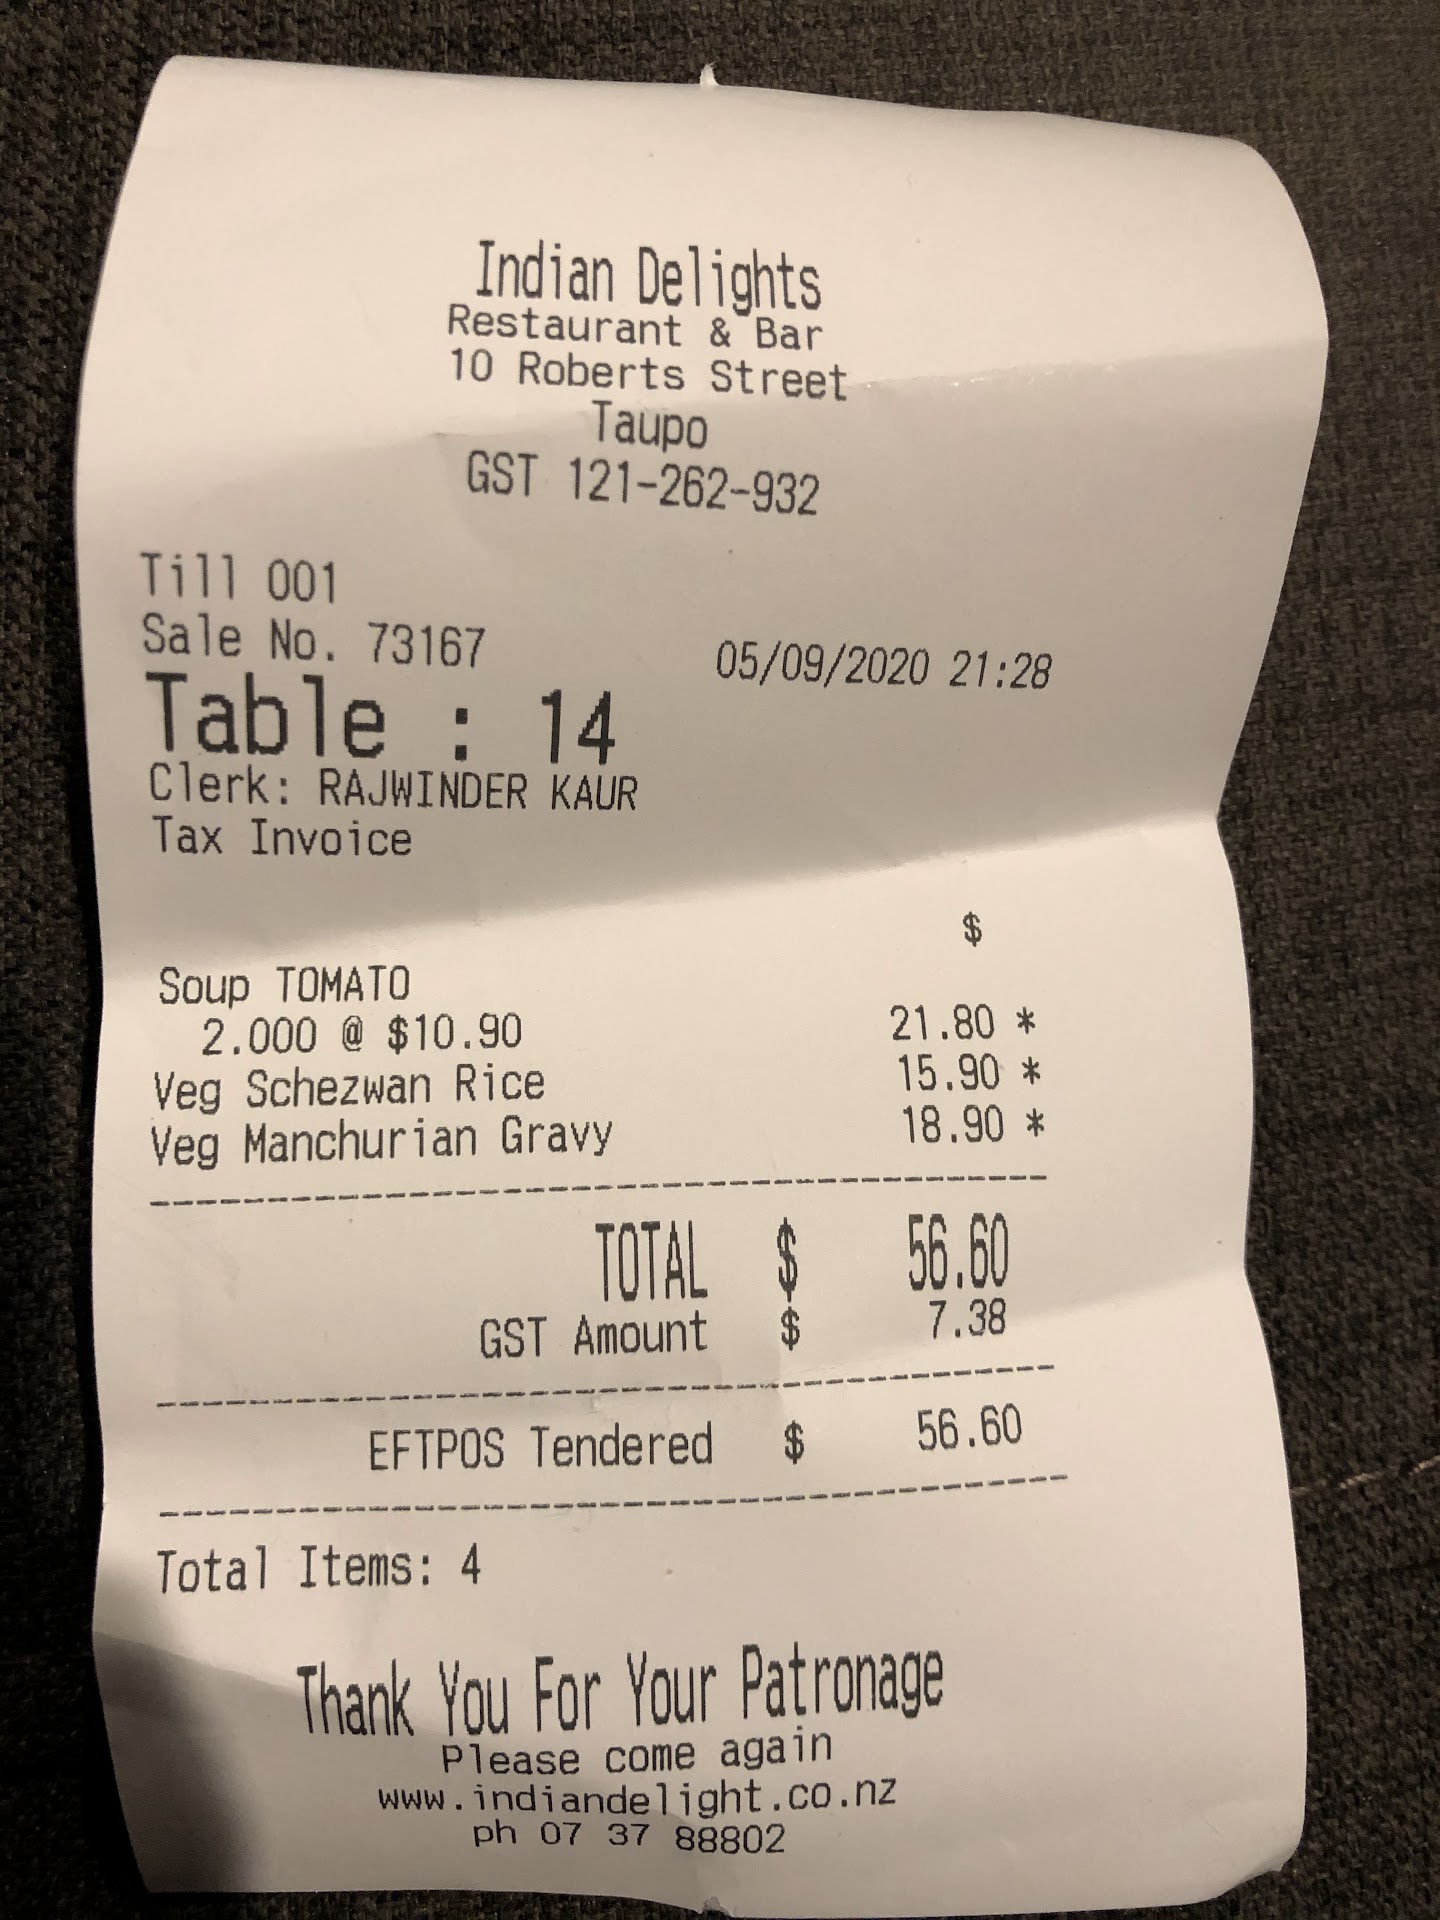 Indian Delights
Restaurant & Bar
10 Roberts Street
Taupo
GST 121-262-932
Till 001
Sale No. 73167 05/09/2020 21:28
Table : 14
Clerk: RAJWINDER KAUR
Tax Invoice
$
Soup TOMATO
2.000 @ $10.90 21.80 *
Veg Schezwan Rice 15.90 *
Veg Manchurian Gravy 18.90 *
TOTAL $ 56.60
GST Amount $ 7.38
EFTPOS Tendered $ 56.60
Total Items: 4
Thank You For Your Patronage
Please come again
www.indiandelight.co.nz
ph 07 37 88802